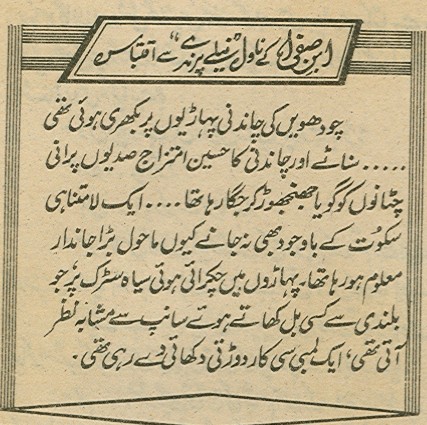 ابنِ صفی کے ناول "نیلے پرندے" سے اقتباس
چودھویں کی چاندنی پہاڑیوں پر بکھری ہوئی تھی
..... سناٹے اور چاندنی کا حسین امتزاج صدیوں پرانی
چٹانوں کو گویا جھنجھوڑ کر جگا رہا تھا .... ایک لامتناہی
سکوت کے باوجود بھی نہ جانے کیوں ماحول بڑا جاندار
معلوم ہو رہا تھا۔ پہاڑوں میں چکراتی ہوئی سیاہ سڑک پر جو
بلندی سے کسی بل کھاتے ہوئے سانپ سے مشابہ نظر
آتی تھی، ایک لمبی سی کار دوڑتی دکھائی دے رہی تھی۔